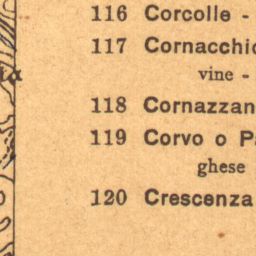 116 Corcolle -
117 Cornacchio
vine -
118 Cornazzan
119 Corvo o P
ghese
120 Crescenza